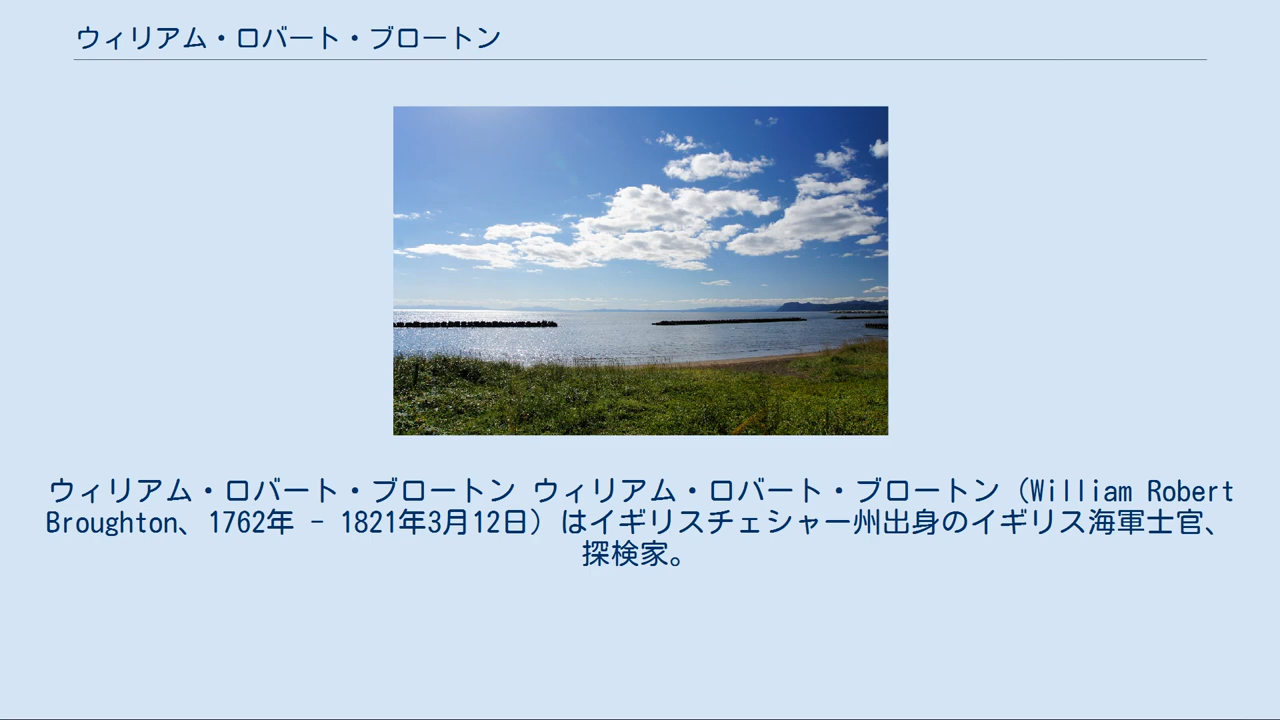 ウィリアム・ロバート・ブロートン
ウィリアム・ロバート・ブロートン ウィリアム・ロバート・ブロートン（William Robert
Broughton、1762年 – 1821年3月12日）はイギリスチェシャー州出身のイギリス海軍士官、
探検家。